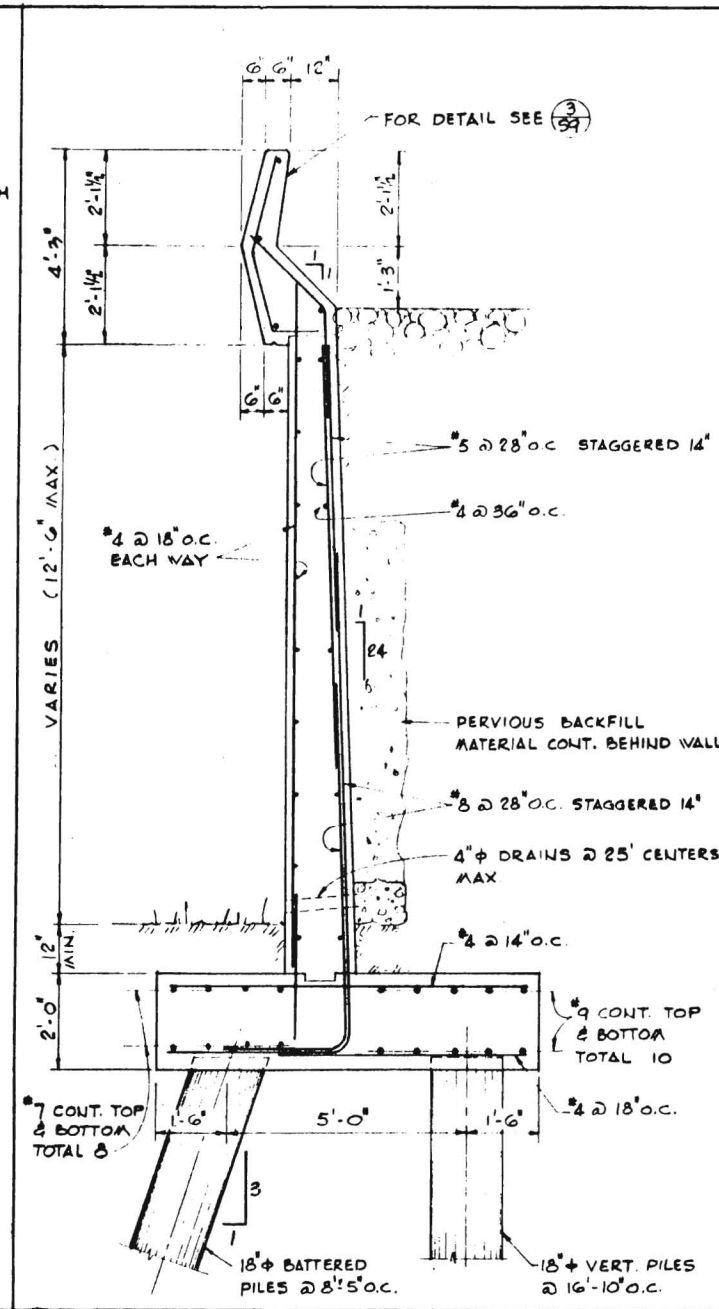 6" 6" 12"
FOR DETAIL SEE 3/59
4'-3"
2'-1½"
2'-1½"
2'-1½"
1'-3"
1
1
6" 6"
#5 @ 28" O.C. STAGGERED 14"
#4 @ 36" O.C.
#4 @ 18" O.C.
EACH WAY
VARIES (12'-6" MAX.)
1
24
PERVIOUS BACKFILL
MATERIAL CONT. BEHIND WALL
#8 @ 28" O.C. STAGGERED 14"
4"ϕ DRAINS @ 25' CENTERS
MAX
12"
MIN.
#4 @ 14" O.C.
2'-0"
#9 CONT. TOP
& BOTTOM
TOTAL 10
#4 @ 18" O.C.
#7 CONT. TOP
& BOTTOM
TOTAL 8
1'-6" 5'-0" 1'-6"
3
1
18"ϕ BATTERED
PILES @ 8'-5" O.C.
18"ϕ VERT. PILES
@ 16'-10" O.C.